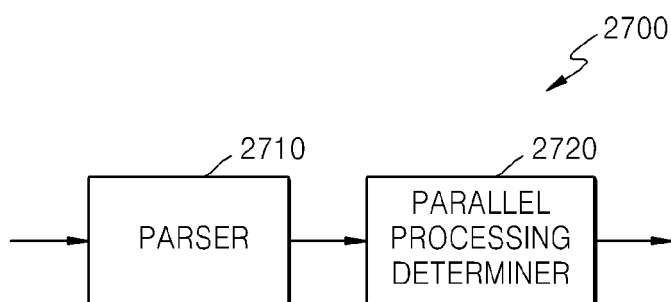 2700
2710
2720
PARSER
PARALLEL
PROCESSING
DETERMINER